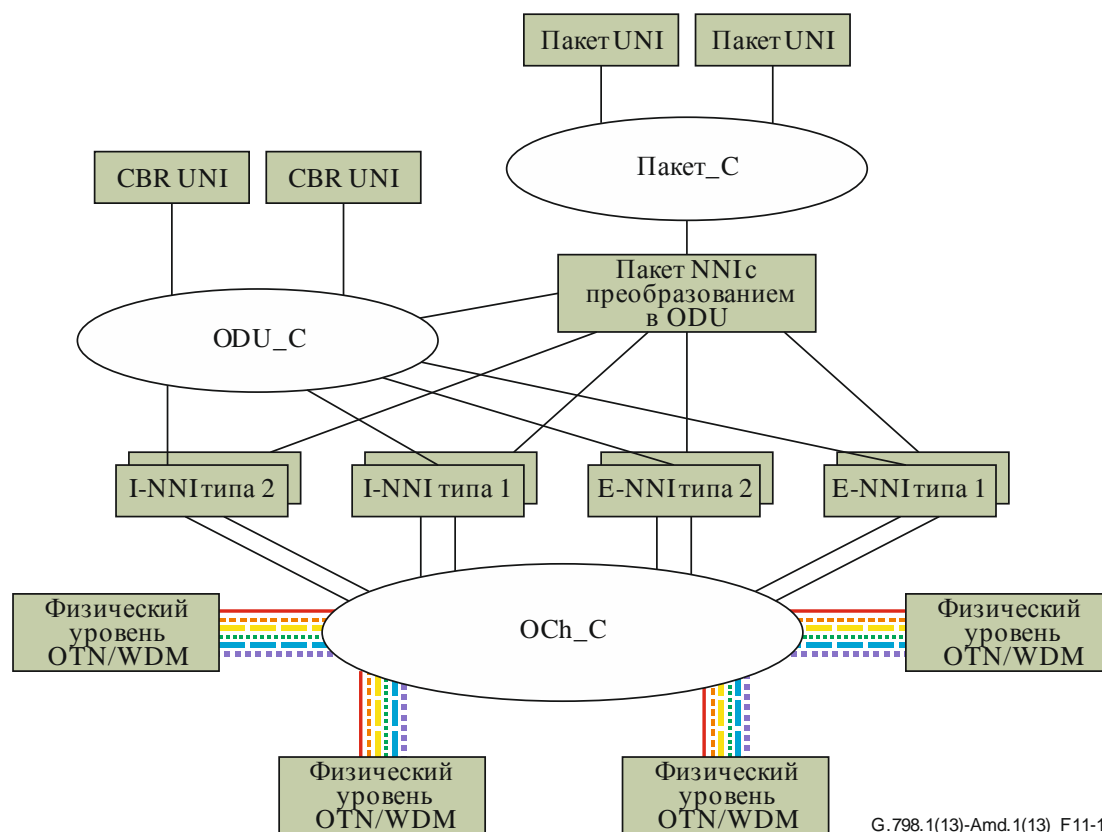 Пакет UNI
Пакет UNI
Пакет_C
CBR UNI
CBR UNI
Пакет NNI с
преобразованием
в ODU
ODU_C
I-NNI типа 2
I-NNI типа 1
E-NNI типа 2
E-NNI типа 1
Физический
уровень
OTN/WDM
OCh_C
Физический
уровень
OTN/WDM
Физический
уровень
OTN/WDM
Физический
уровень
OTN/WDM
G.798.1(13)-Amd.1(13)_F11-1